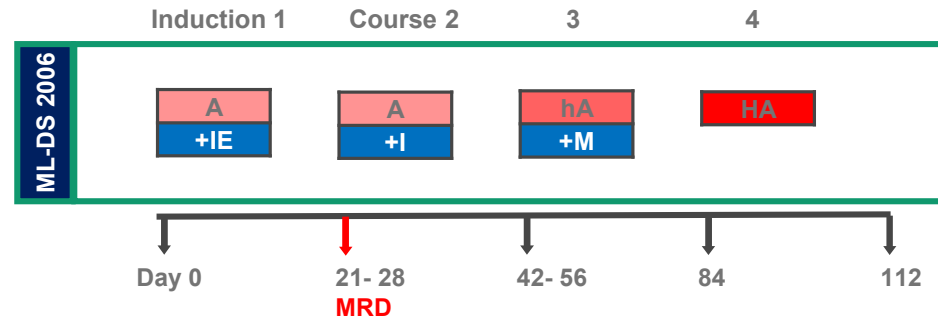 Induction 1 Course 2 3 4
ML-DS 2006
A A hA HA
+IE +I +M
Day 0 21- 28 42- 56 84 112
MRD